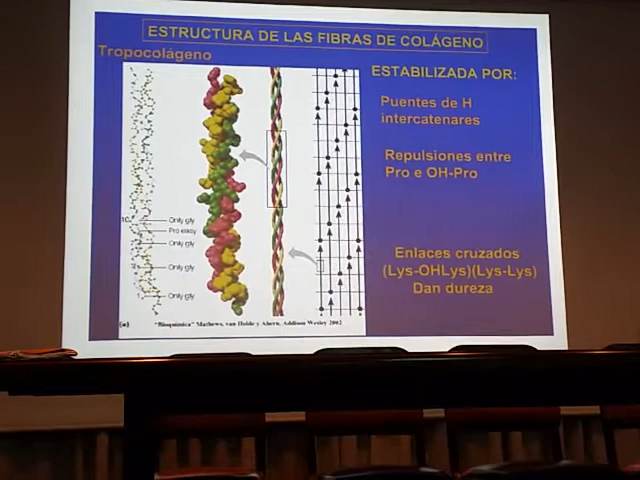 ESTRUCTURA DE LAS FIBRAS DE COLÁGENO
Tropocolágeno
ESTABILIZADA POR:
Puentes de H
intercatenares
Repulsiones entre
Pro e OH-Pro
Enlaces cruzados
(Lys-OHLys)(Lys-Lys)
Dan dureza
Only gly
Pro easy
Only gly
Only gly
Only gly
"Bioquímica" Mathews, van Holde y Ahern, Addison Wesley 2002